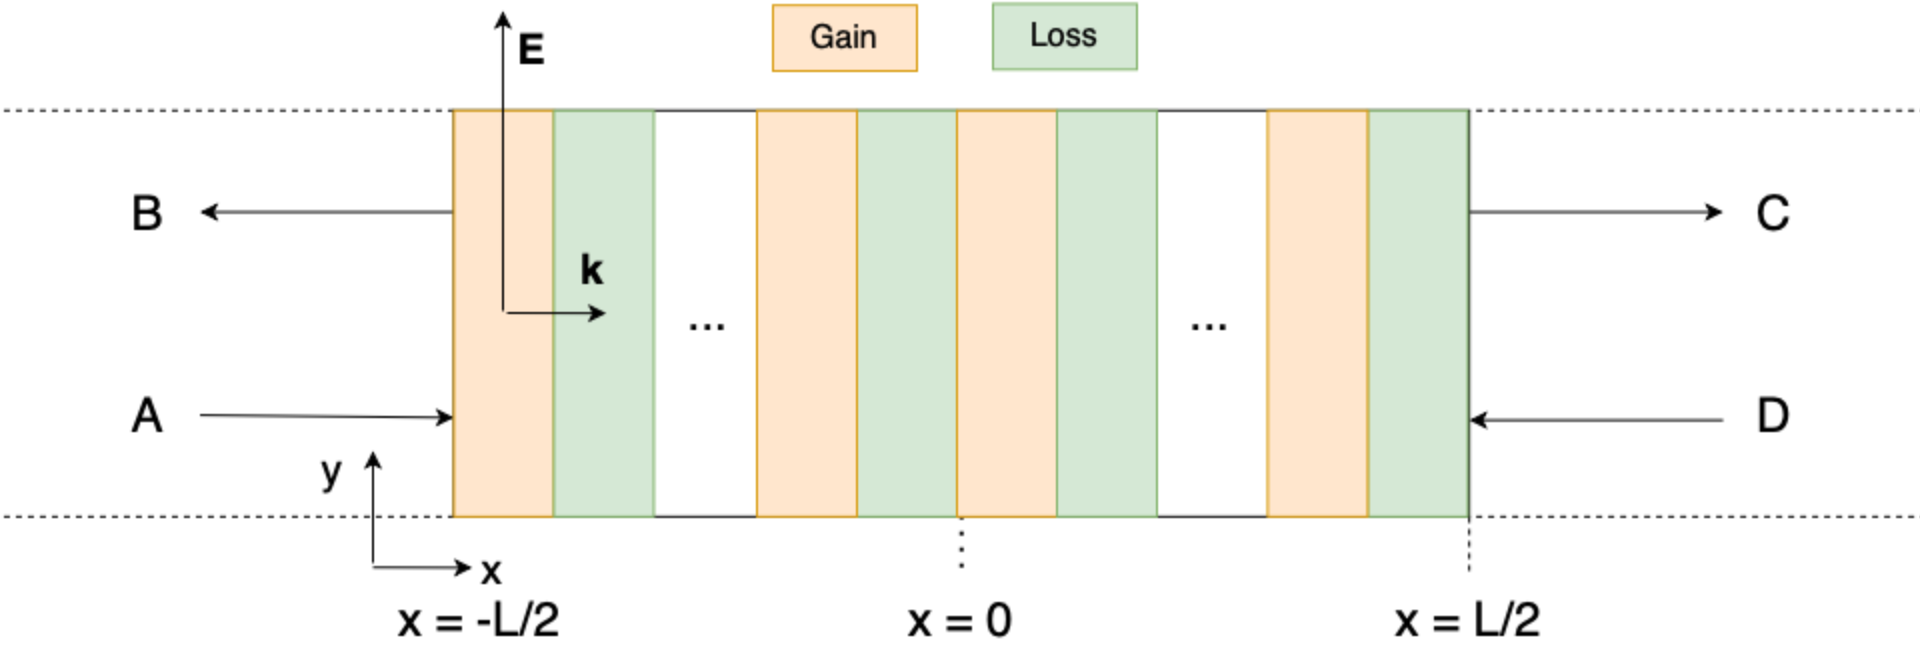 E
Gain
Loss
B
C
k
...
...
A
D
y
x
x = -L/2
x = 0
x = L/2